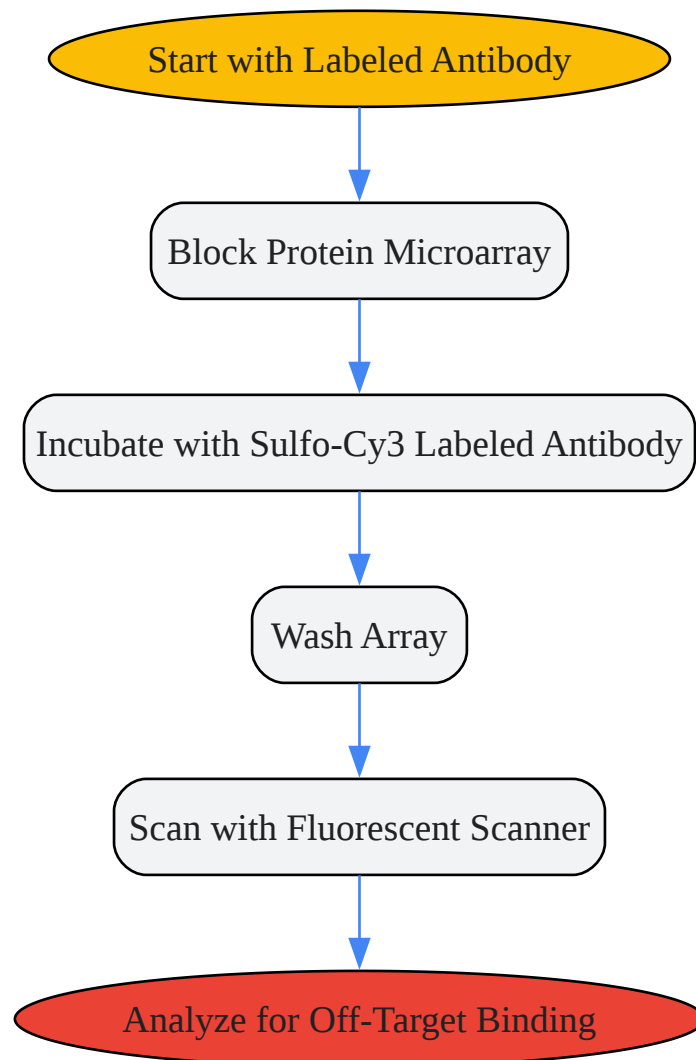 Start with Labeled Antibody
Block Protein Microarray
Incubate with Sulfo-Cy3 Labeled Antibody
Wash Array
Scan with Fluorescent Scanner
Analyze for Off-Target Binding